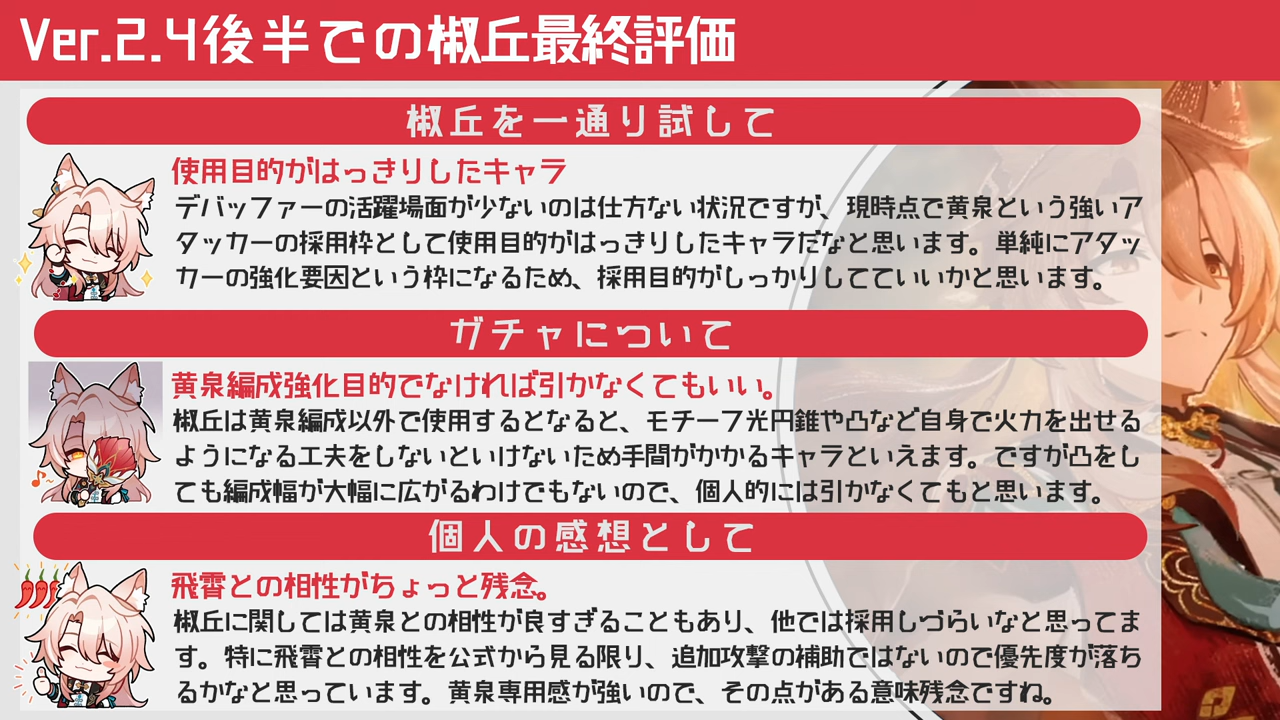 Ver.2.4後半での椒丘最終評価
椒丘を一通り試して
使用目的がはっきりしたキャラ
デバッファーの活躍場面が少ないのは仕方ない状況ですが、現時点で黄泉という強いア
タッカーの採用枠として使用目的がはっきりしたキャラだなと思います。単純にアタッ
カーの強化要因という枠になるため、採用目的がしっかりしてていいかと思います。
ガチャについて
黄泉編成強化目的でなければ引かなくてもいい。
椒丘は黄泉編成以外で使用するとなると、モチーフ光円錐や凸など自身で火力を出せる
ようになる工夫をしないといけないため手間がかかるキャラといえます。ですが凸をし
ても編成幅が大幅に広がるわけでもないので、個人的には引かなくてもと思います。
個人の感想として
飛霄との相性がちょっと残念。
椒丘に関しては黄泉との相性が良すぎることもあり、他では採用しづらいなと思ってま
す。特に飛霄との相性を公式から見る限り、追加攻撃の補助ではないので優先度が落ち
るかなと思っています。黄泉専用感が強いので、その点がある意味残念ですね。